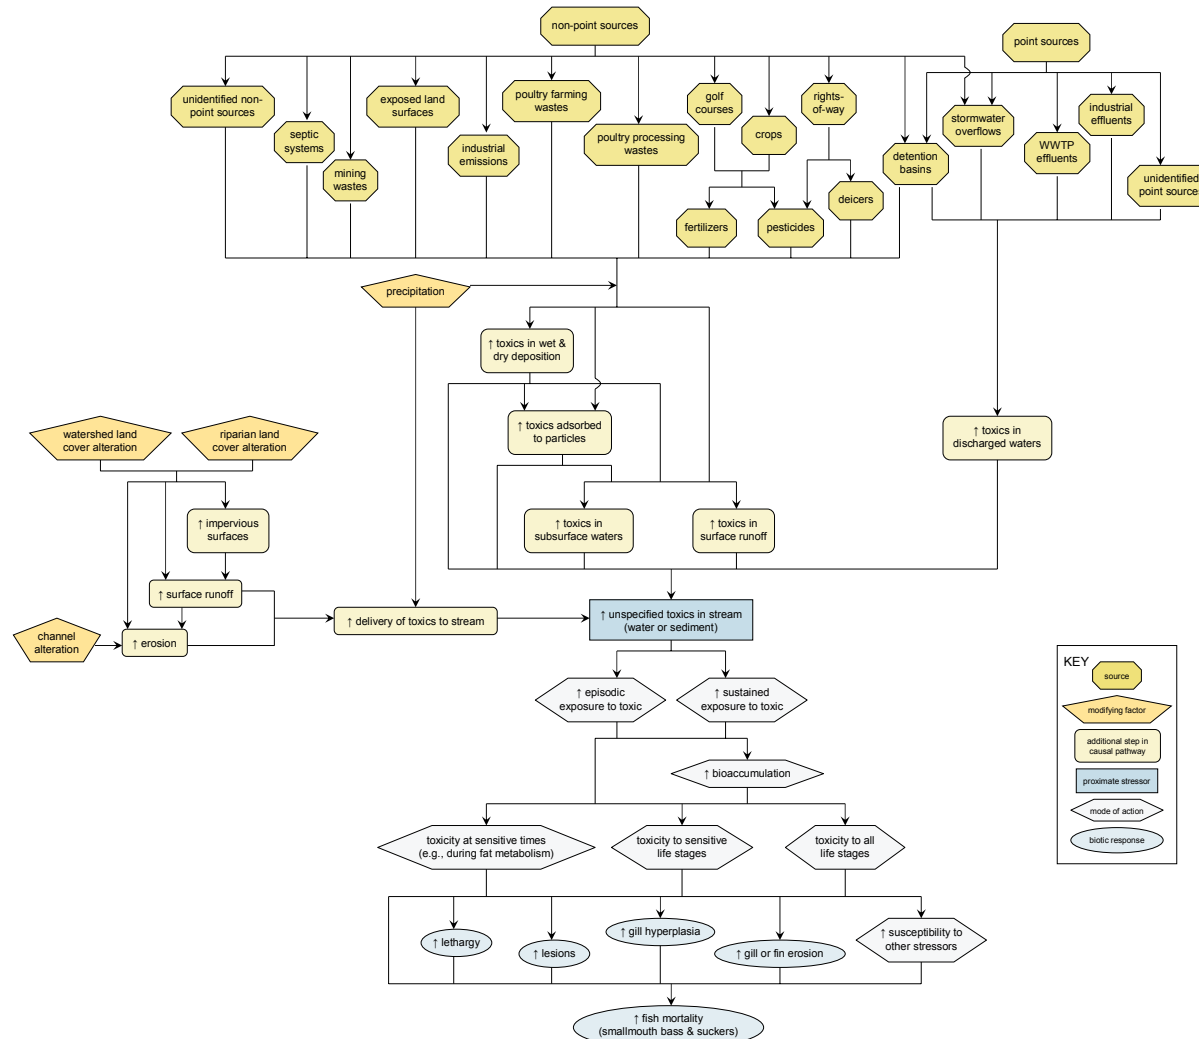 non-point sources
point sources
unidentified non-
point sources
septic
systems
mining
wastes
exposed land
surfaces
industrial
emissions
poultry farming
wastes
poultry processing
wastes
golf
courses
crops
rights-
of-way
detention
basins
stormwater
overflows
WWTP
effluents
industrial
effluents
unidentified
point sources
fertilizers
pesticides
deicers
precipitation
↑ toxics in wet &
dry deposition
↑ toxics adsorbed
to particles
↑ toxics in
discharged waters
watershed land
cover alteration
riparian land
cover alteration
↑ impervious
surfaces
↑ toxics in
subsurface waters
↑ toxics in
surface runoff
↑ surface runoff
channel
alteration
↑ erosion
↑ delivery of toxics to stream
↑ unspecified toxics in stream
(water or sediment)
↑ episodic
exposure to toxic
↑ sustained
exposure to toxic
↑ bioaccumulation
toxicity at sensitive times
(e.g., during fat metabolism)
toxicity to sensitive
life stages
toxicity to all
life stages
↑ lethargy
↑ lesions
↑ gill hyperplasia
↑ gill or fin erosion
↑ susceptibility to
other stressors
↑ fish mortality
(smallmouth bass & suckers)
KEY
source
modifying factor
additional step in
causal pathway
proximate stressor
mode of action
biotic response